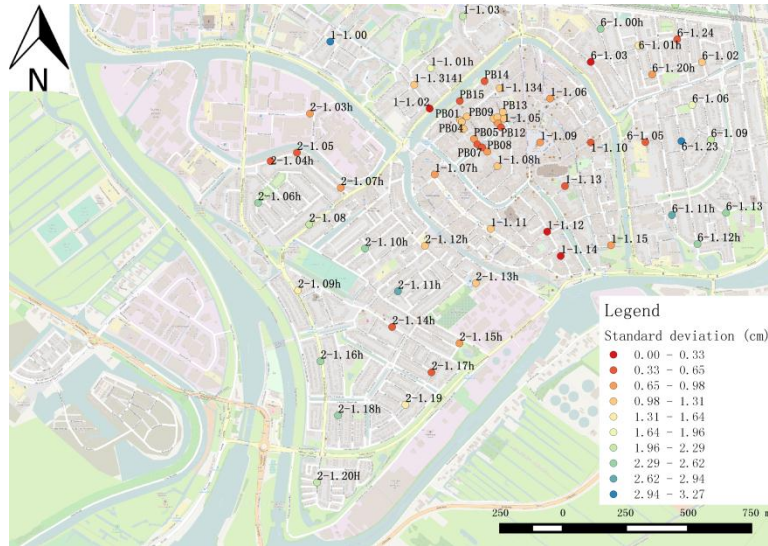 1-1.03
6-1.00h
1-1.00
6-1.24
6-1.01h
1-1.01h
6-1.03
6-1.02
1-1.3141
PB14
1-1.134
6-1.20h
PB15
1-1.06
1-1.02
2-1.03h
PB01
PB09
PB13
1-1.05
6-1.06
PB04
PB05
PB12
1-1.09
1-1.10
6-1.05
6-1.09
6-1.23
2-1.05
2-1.04h
PB07
PB08
1-1.07h
1-1.08h
2-1.07h
1-1.13
2-1.06h
2-1.08
1-1.11
1-1.12
6-1.11h
6-1.13
2-1.10h
2-1.12h
1-1.14
1-1.15
6-1.12h
2-1.09h
2-1.11h
2-1.13h
2-1.14h
2-1.15h
2-1.16h
2-1.17h
2-1.18h
2-1.19
2-1.20H
N
Legend
Standard deviation (cm)
0.00 - 0.33
0.33 - 0.65
0.65 - 0.98
0.98 - 1.31
1.31 - 1.64
1.64 - 1.96
1.96 - 2.29
2.29 - 2.62
2.62 - 2.94
2.94 - 3.27
250 0 250 500 750 m